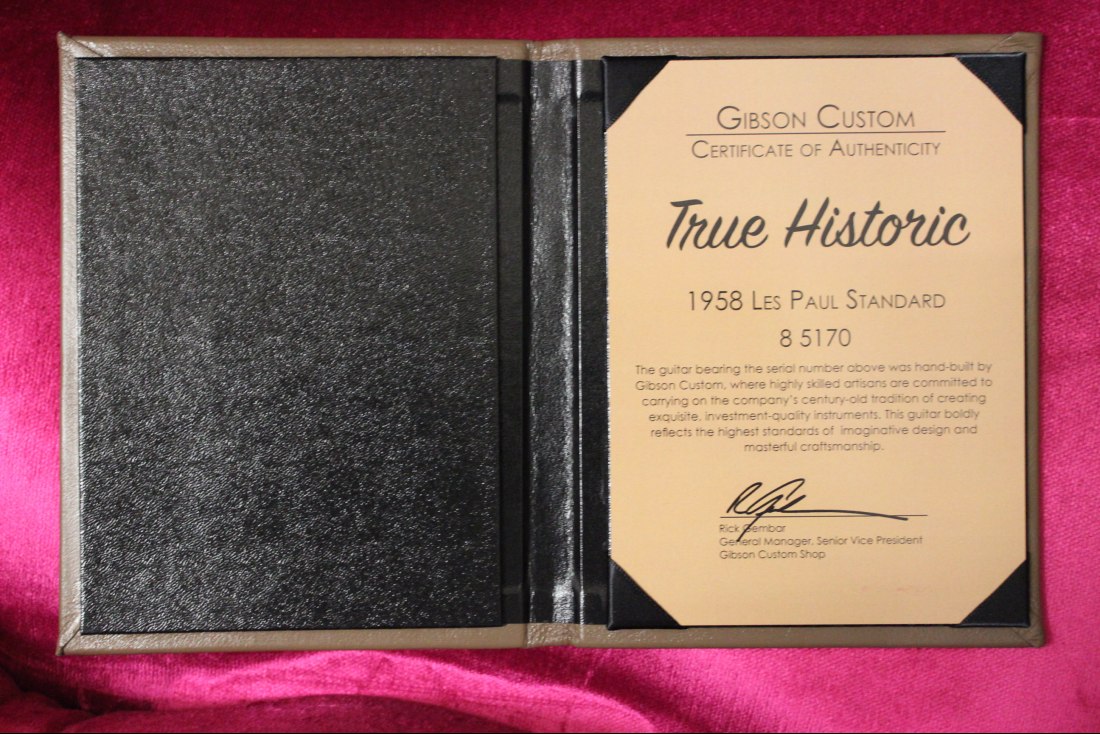 GIBSON CUSTOM
CERTIFICATE OF AUTHENTICITY
True Historic
1958 LES PAUL STANDARD
8 5170
The guitar bearing the serial number above was hand-built by
Gibson Custom, where highly skilled artisans are committed to
carrying on the company's century-old tradition of creating
exquisite, investment-quality instruments. This guitar boldly
reflects the highest standards of imaginative design and
masterful craftsmanship.
Rick Gembar
General Manager, Senior Vice President
Gibson Custom Shop